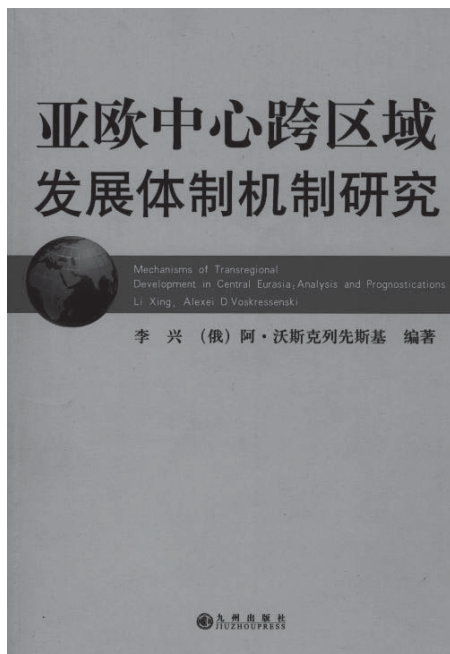 亚欧中心跨区域
发展体制机制研究
Mechanisms of Transregional
Development in Central Eurasia: Analysis and Prognostications
Li Xing, Alexei D.Voskressenski
李 兴 （俄）阿·沃斯克列先斯基 编著
九州出版社
JIUZHOUPRESS